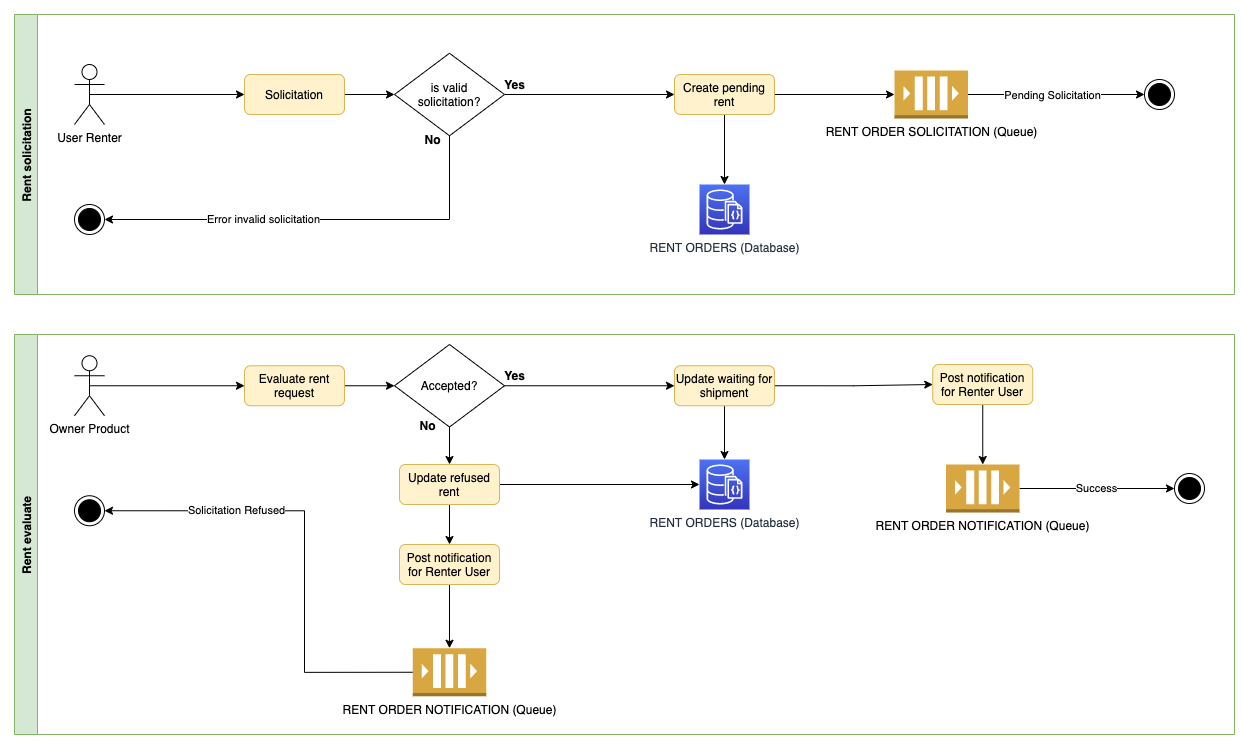 Rent solicitation
User Renter
Solicitation
is valid
solicitation?
Yes
No
Create pending
rent
RENT ORDER SOLICITATION (Queue)
Pending Solicitation
Error invalid solicitation
RENT ORDERS (Database)
Rent evaluate
Owner Product
Evaluate rent
request
Accepted?
Yes
No
Update waiting for
shipment
Post notification
for Renter User
Update refused
rent
RENT ORDERS (Database)
RENT ORDER NOTIFICATION (Queue)
Success
Solicitation Refused
Post notification
for Renter User
RENT ORDER NOTIFICATION (Queue)